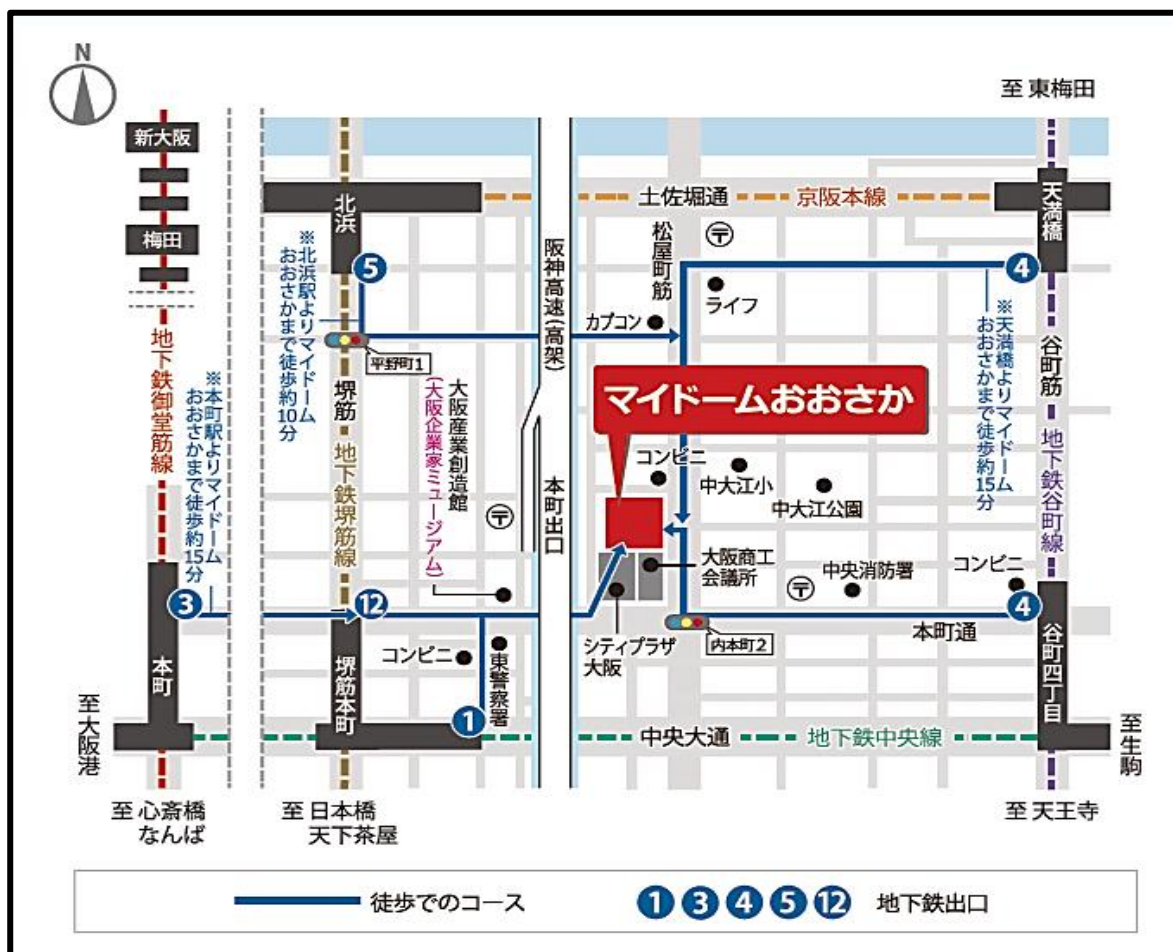 N
至 東梅田
新大阪
梅田
北浜
土佐堀通
京阪本線
天満橋
〒
松屋町筋
阪神高速(高架)
5
4
ライフ
カプコン
※北浜駅よりマイドーム
おおさかまで徒歩約10分
平野町1
※天満橋よりマイドーム
おおさかまで徒歩約15分
谷町筋
地下鉄谷町線
地下鉄御堂筋線
※本町駅よりマイドーム
おおさかまで徒歩約15分
堺筋
地下鉄堺筋線
大阪産業創造館
(大阪企業家ミュージアム)
マイドームおおさか
コンビニ
中大江小
中大江公園
本町出口
〒
大阪商工
会議所
〒
中央消防署
コンビニ
3
12
4
シティプラザ
大阪
内本町2
本町通
コンビニ
東警察署
本町
堺筋本町
谷町四丁目
1
至大阪港
中央大通
地下鉄中央線
至生駒
至 心斎橋
なんば
至 日本橋
天下茶屋
至 天王寺
徒歩でのコース
1 3 4 5 12 地下鉄出口